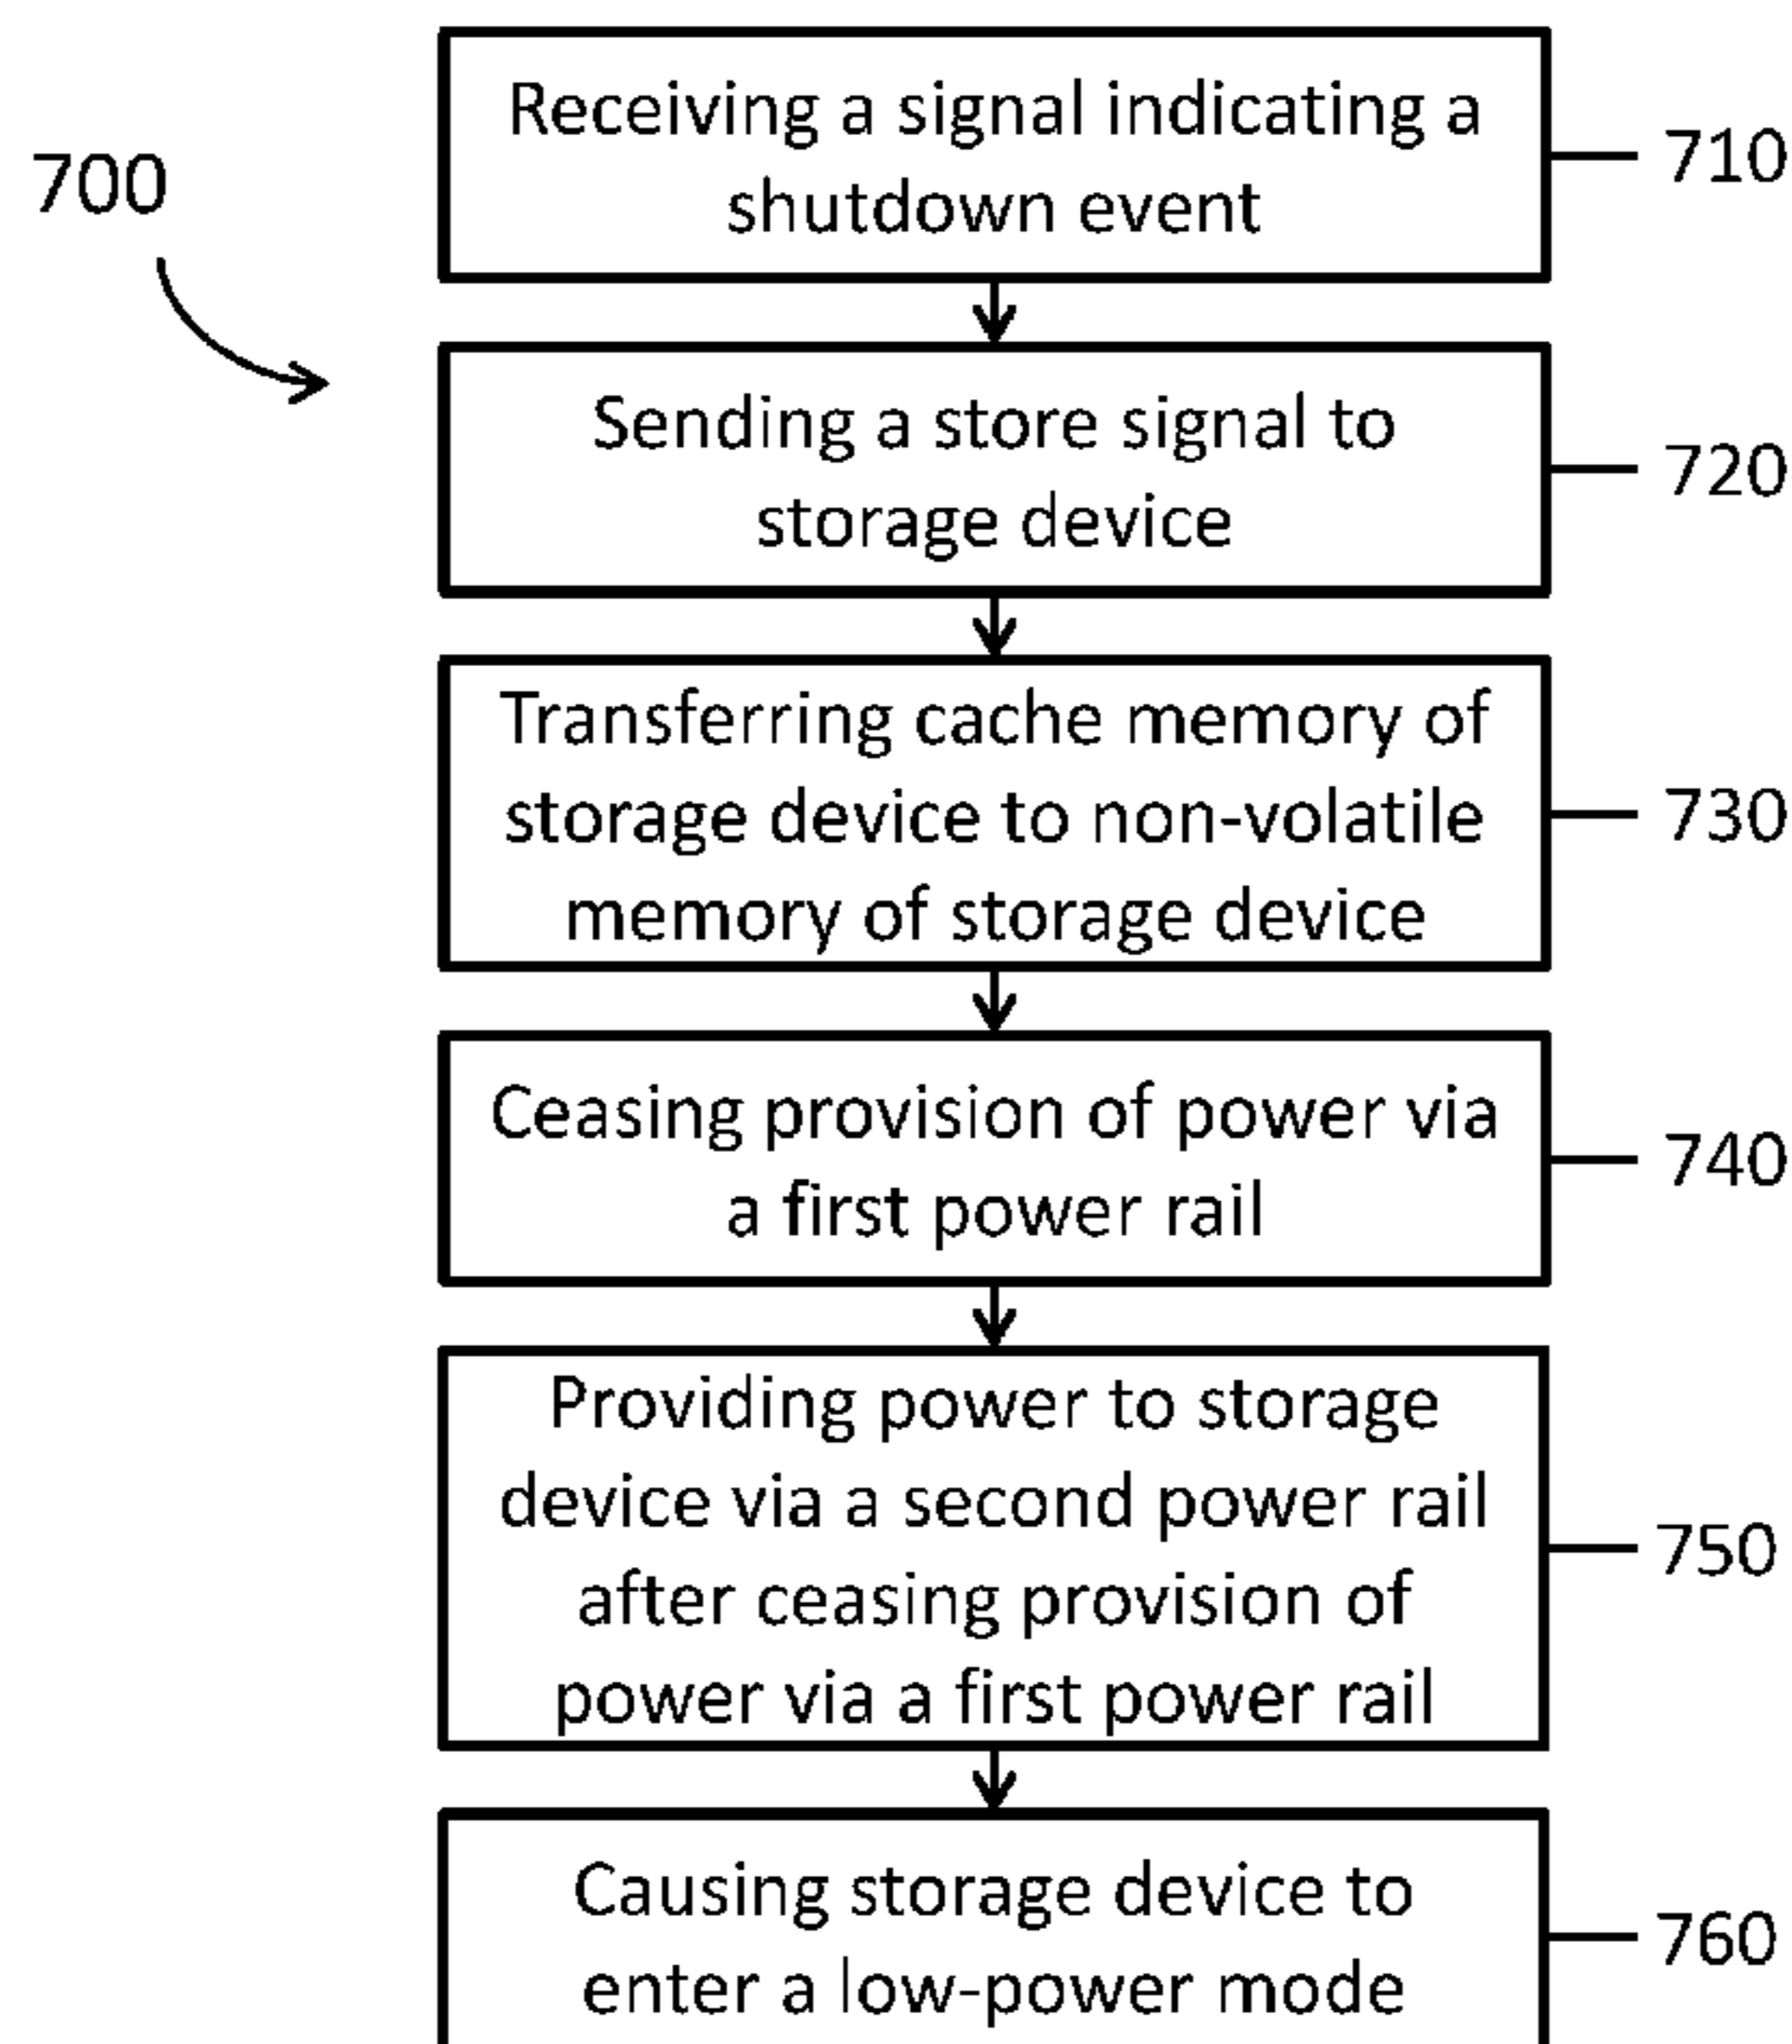 700
Receiving a signal indicating a
shutdown event
710
Sending a store signal to
storage device
720
Transferring cache memory of
storage device to non-volatile
memory of storage device
730
Ceasing provision of power via
a first power rail
740
Providing power to storage
device via a second power rail
after ceasing provision of
power via a first power rail
750
Causing storage device to
enter a low-power mode
760